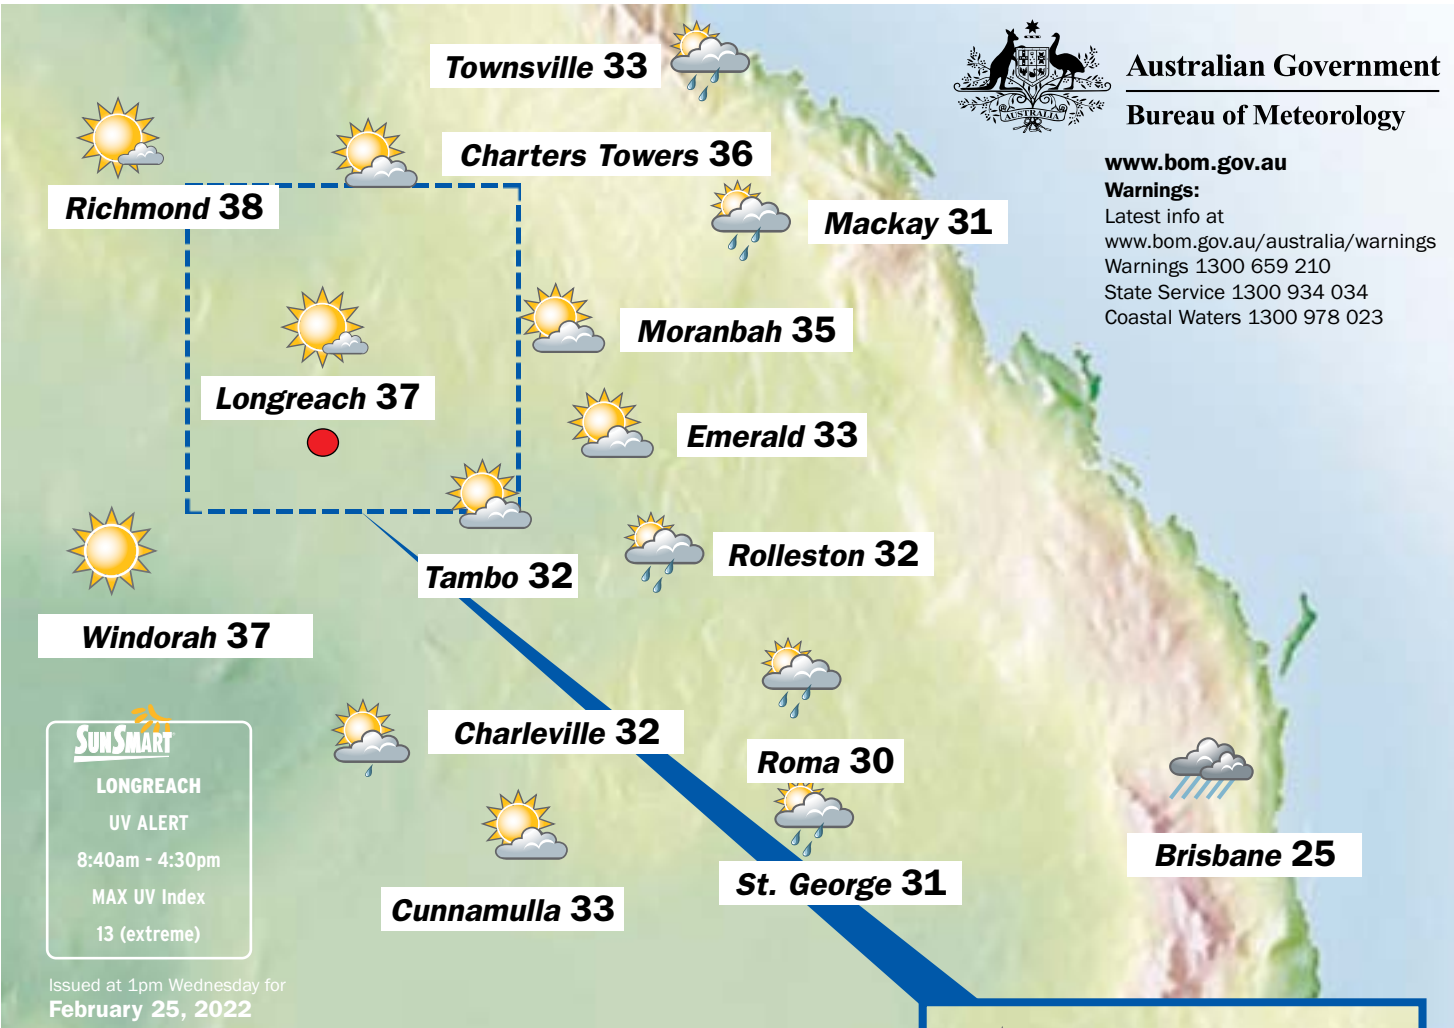 Townsville 33
Charters Towers 36
Richmond 38
Mackay 31
Longreach 37
Moranbah 35
Emerald 33
Tambo 32
Rolleston 32
Windorah 37
Charleville 32
Roma 30
Cunnamulla 33
St. George 31
Brisbane 25
AUSTRALIA
Australian Government
Bureau of Meteorology
www.bom.gov.au
Warnings:
Latest info at
www.bom.gov.au/australia/warnings
Warnings 1300 659 210
State Service 1300 934 034
Coastal Waters 1300 978 023
SUNSMART
LONGREACH
UV ALERT
8:40am - 4:30pm
MAX UV Index
13 (extreme)
Issued at 1pm Wednesday for
February 25, 2022